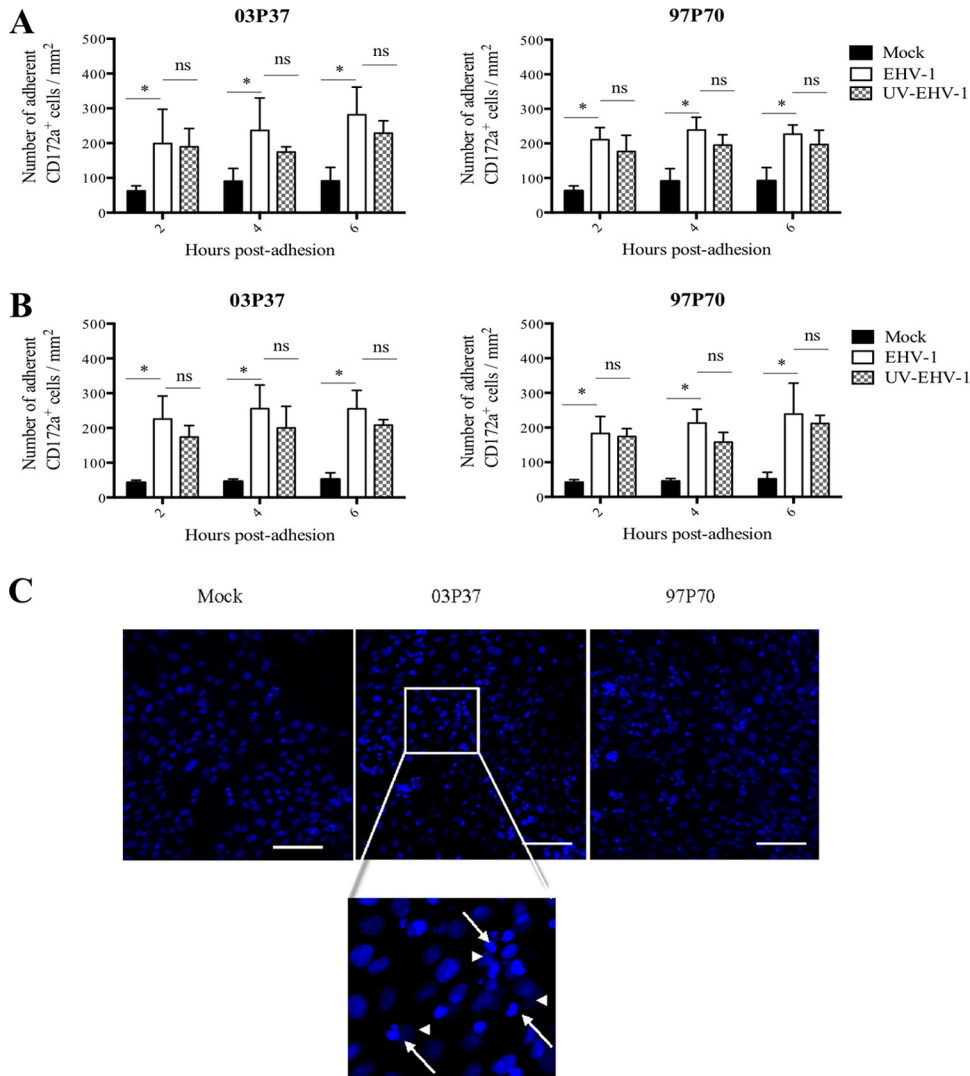 A
03P37
97P70
Number of adherent
CD172a+ cells / mm2
500
400
300
200
100
0
* ns * ns * ns
2 4 6
Hours post-adhesion
Number of adherent
CD172a+ cells / mm2
500
400
300
200
100
0
* ns * ns * ns
2 4 6
Hours post-adhesion
Mock
EHV-1
UV-EHV-1
B
03P37
97P70
Number of adherent
CD172a+ cells / mm2
500
400
300
200
100
0
* ns * ns * ns
2 4 6
Hours post-adhesion
Number of adherent
CD172a+ cells / mm2
500
400
300
200
100
0
* ns * ns * ns
2 4 6
Hours post-adhesion
Mock
EHV-1
UV-EHV-1
C
Mock 03P37 97P70